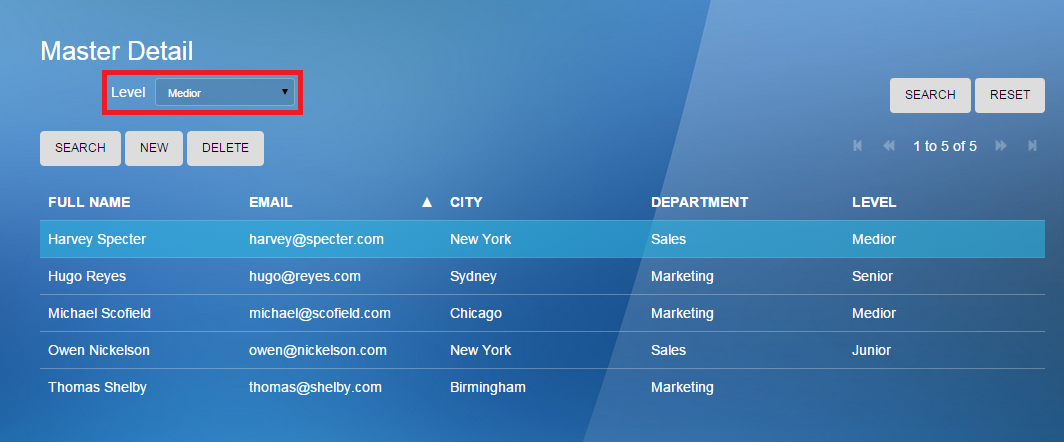 Master Detail
Level Medior
SEARCH RESET
SEARCH NEW DELETE
1 to 5 of 5
FULL NAME EMAIL CITY DEPARTMENT LEVEL
Harvey Specter harvey@specter.com New York Sales Medior
Hugo Reyes hugo@reyes.com Sydney Marketing Senior
Michael Scofield michael@scofield.com Chicago Marketing Medior
Owen Nickelson owen@nickelson.com New York Sales Junior
Thomas Shelby thomas@shelby.com Birmingham Marketing